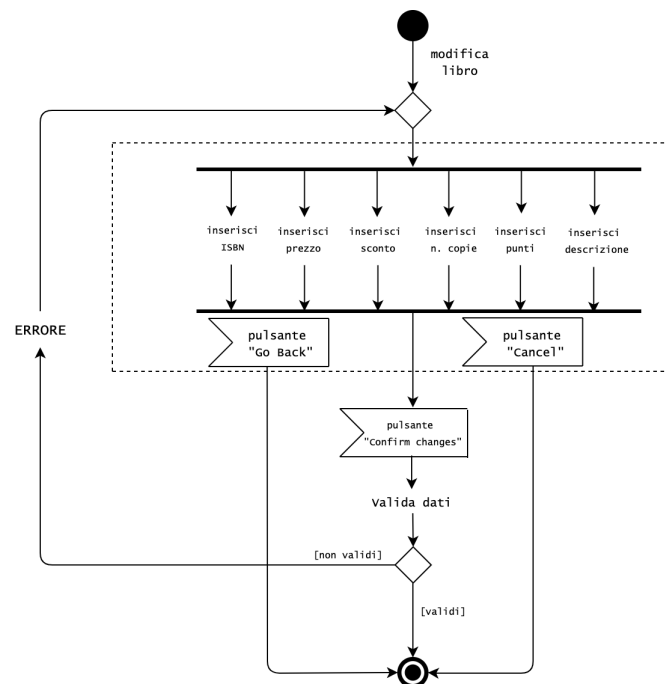 modifica
libro
inserisci
ISBN
inserisci
prezzo
inserisci
sconto
inserisci
n. copie
inserisci
punti
inserisci
descrizione
ERRORE
pulsante
"Go Back"
pulsante
"Cancel"
pulsante
"Confirm changes"
Valida dati
[non validi]
[validi]